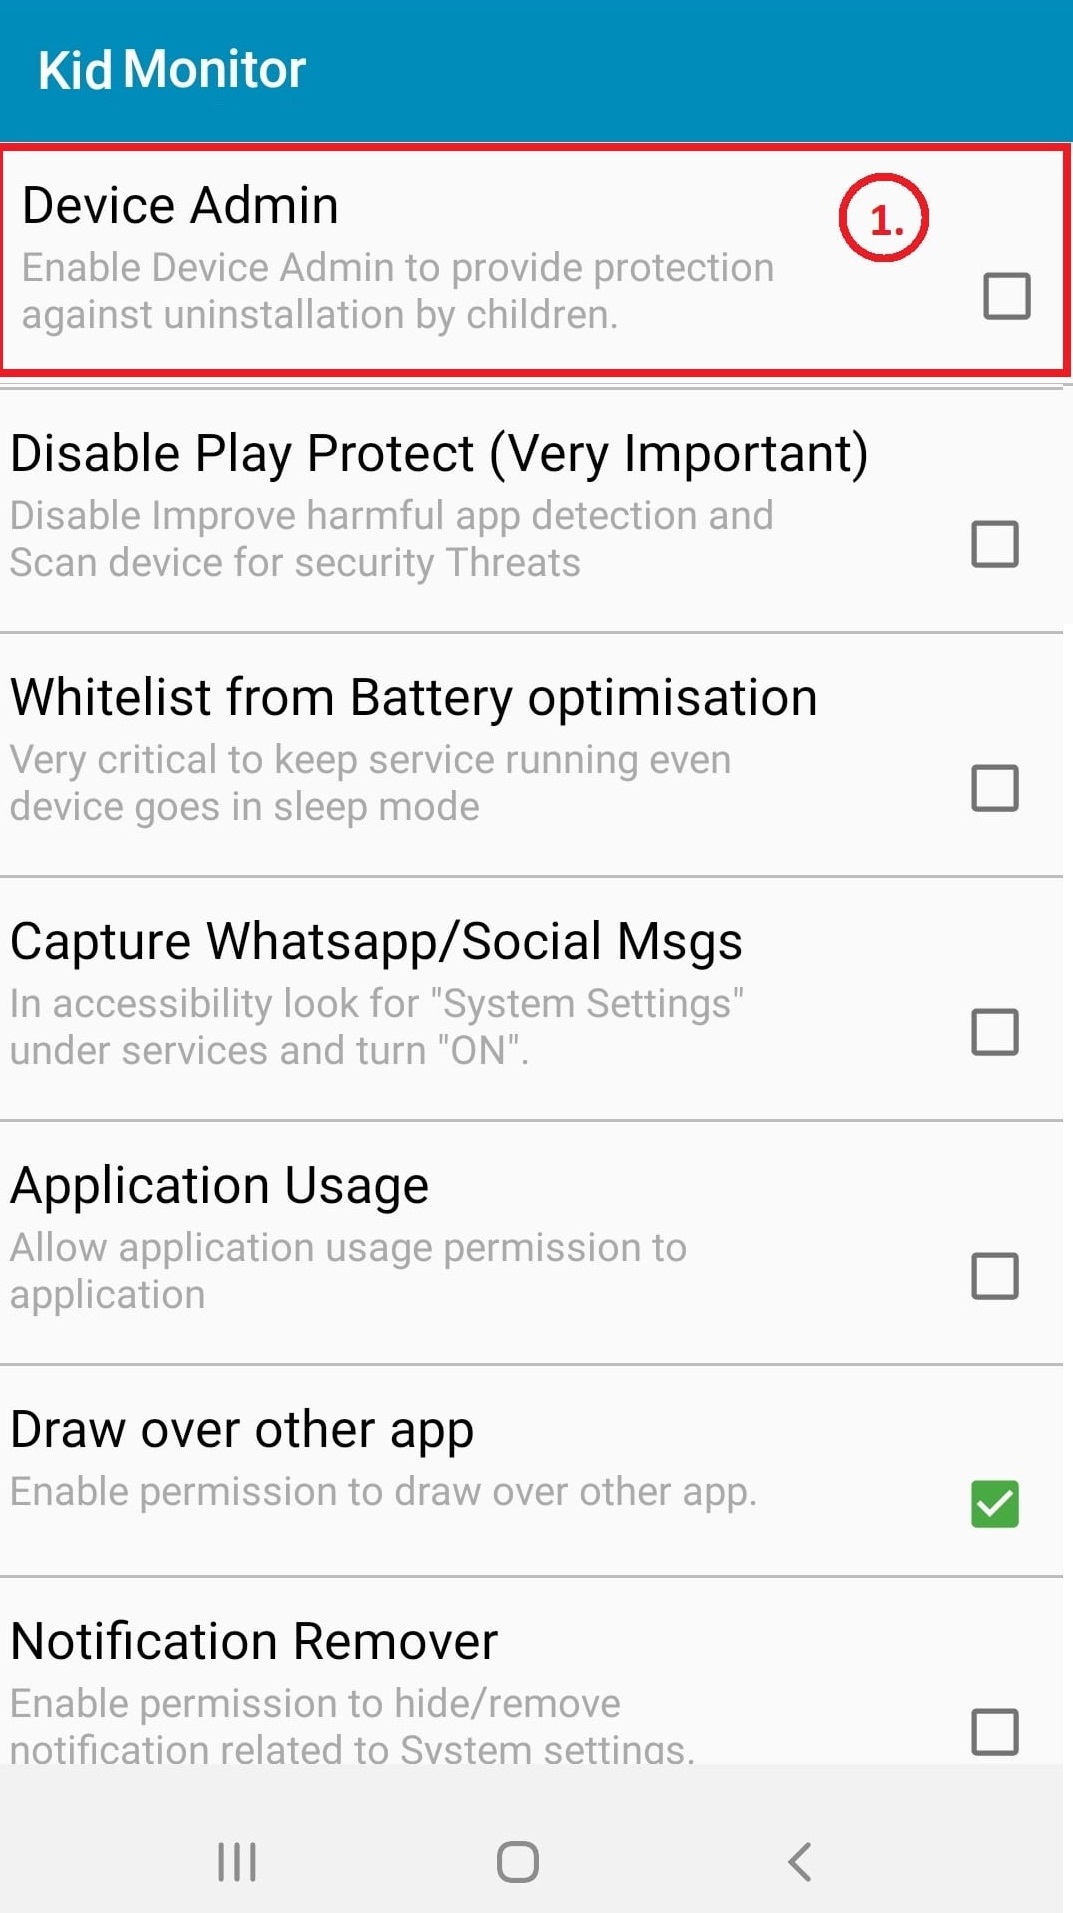 Kid Monitor
Device Admin
1.
Enable Device Admin to provide protection
against uninstallation by children.
Disable Play Protect (Very Important)
Disable Improve harmful app detection and
Scan device for security Threats
Whitelist from Battery optimisation
Very critical to keep service running even
device goes in sleep mode
Capture Whatsapp/Social Msgs
In accessibility look for "System Settings"
under services and turn "ON".
Application Usage
Allow application usage permission to
application
Draw over other app
Enable permission to draw over other app.
Notification Remover
Enable permission to hide/remove
notification related to System settings.